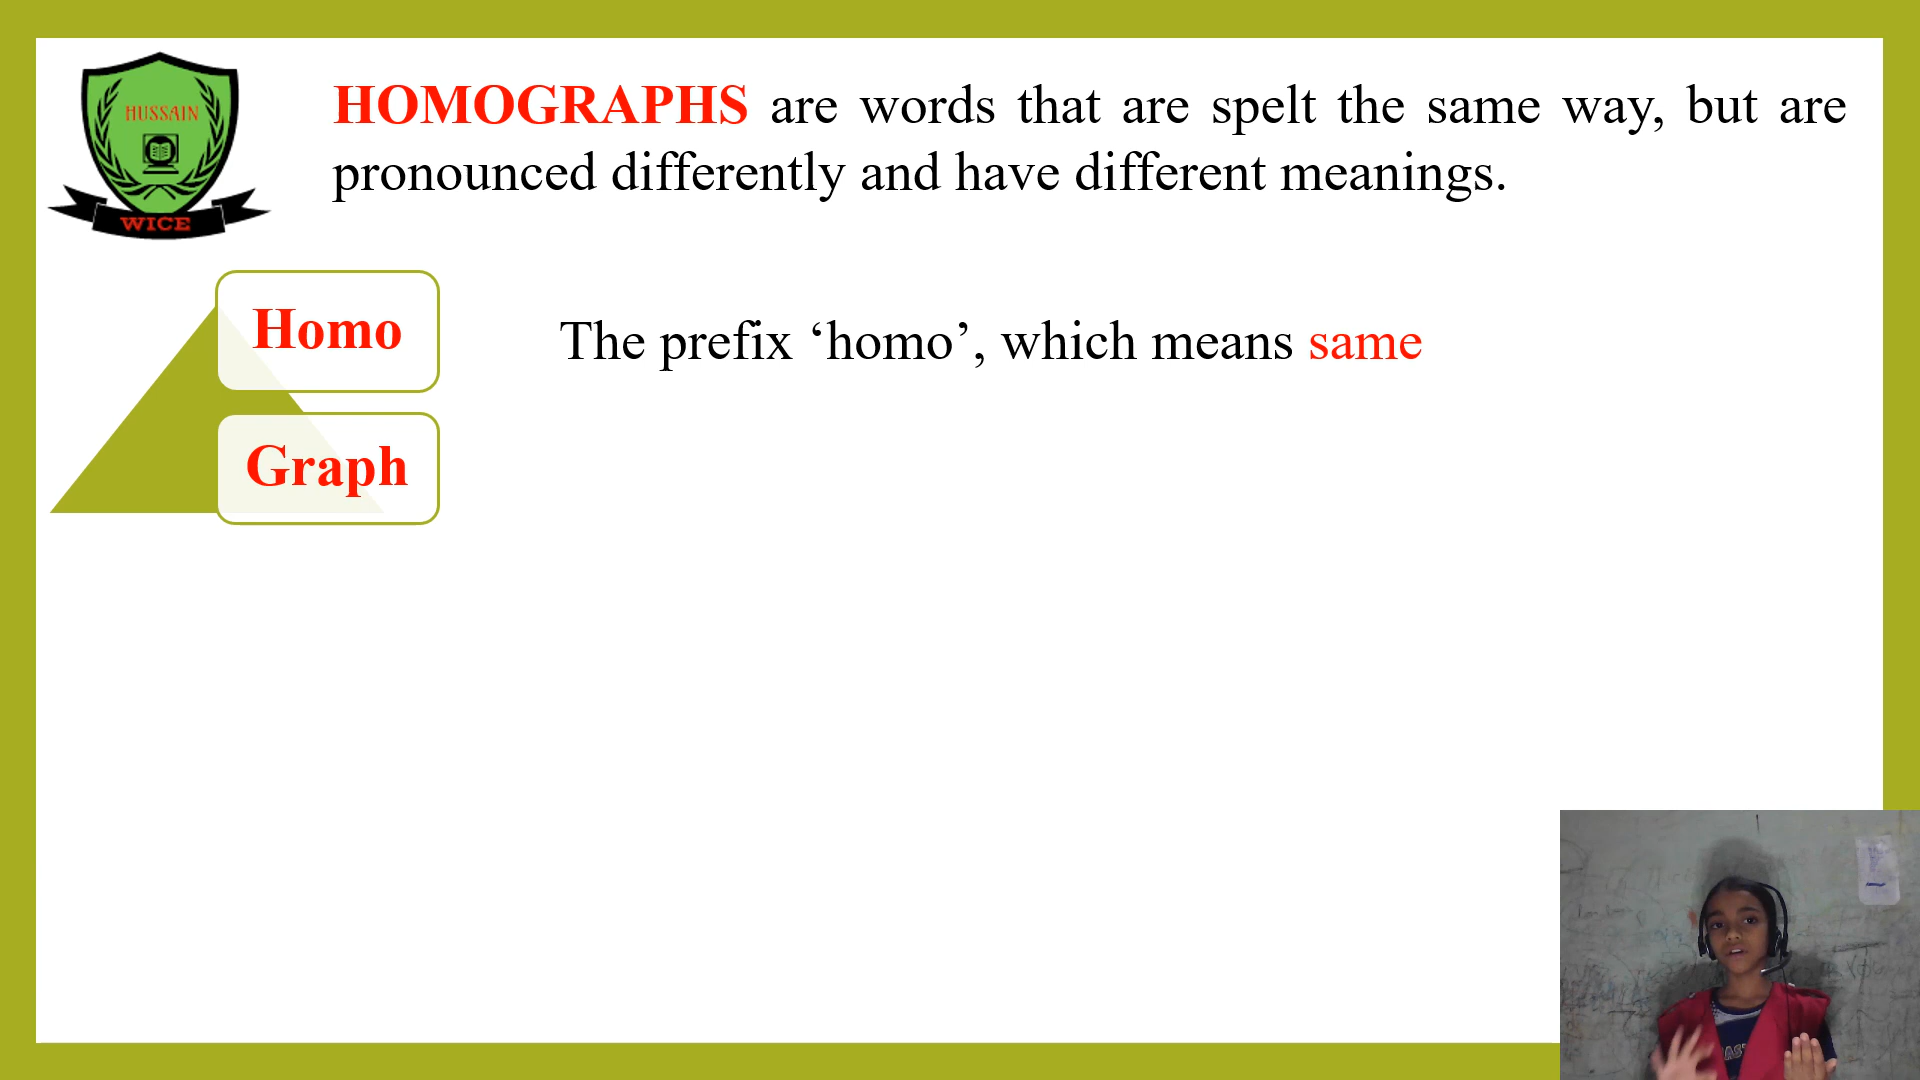 HUSSAIN
WICE
HOMOGRAPHS are words that are spelt the same way, but are
pronounced differently and have different meanings.
Homo
The prefix ‘homo’, which means same
Graph